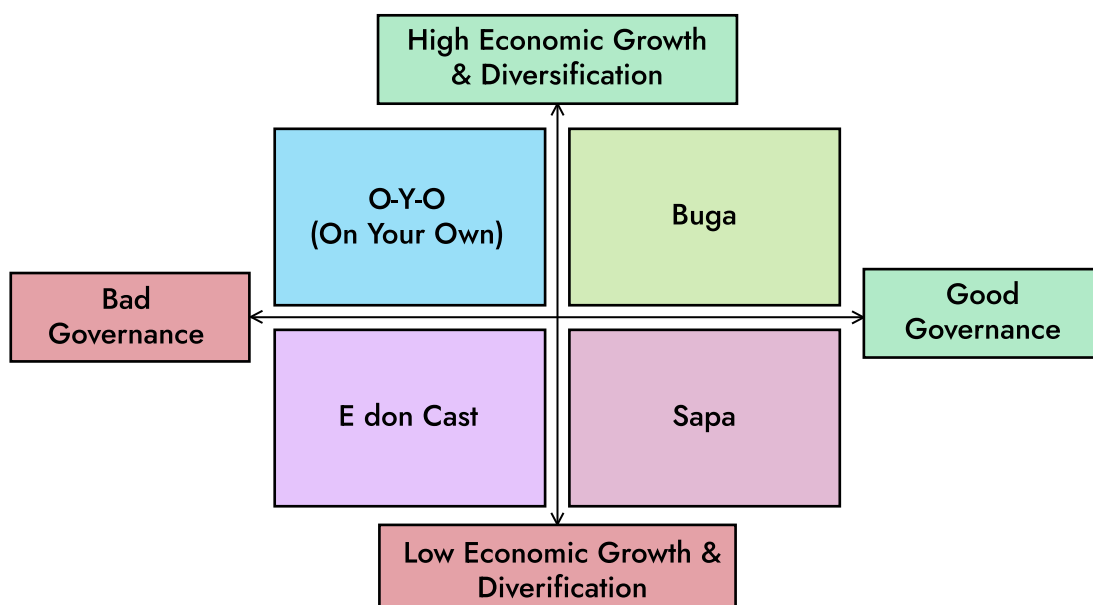 High Economic Growth
& Diversification
O-Y-O
(On Your Own)
Buga
Bad
Governance
Good
Governance
E don Cast
Sapa
Low Economic Growth &
Diverification